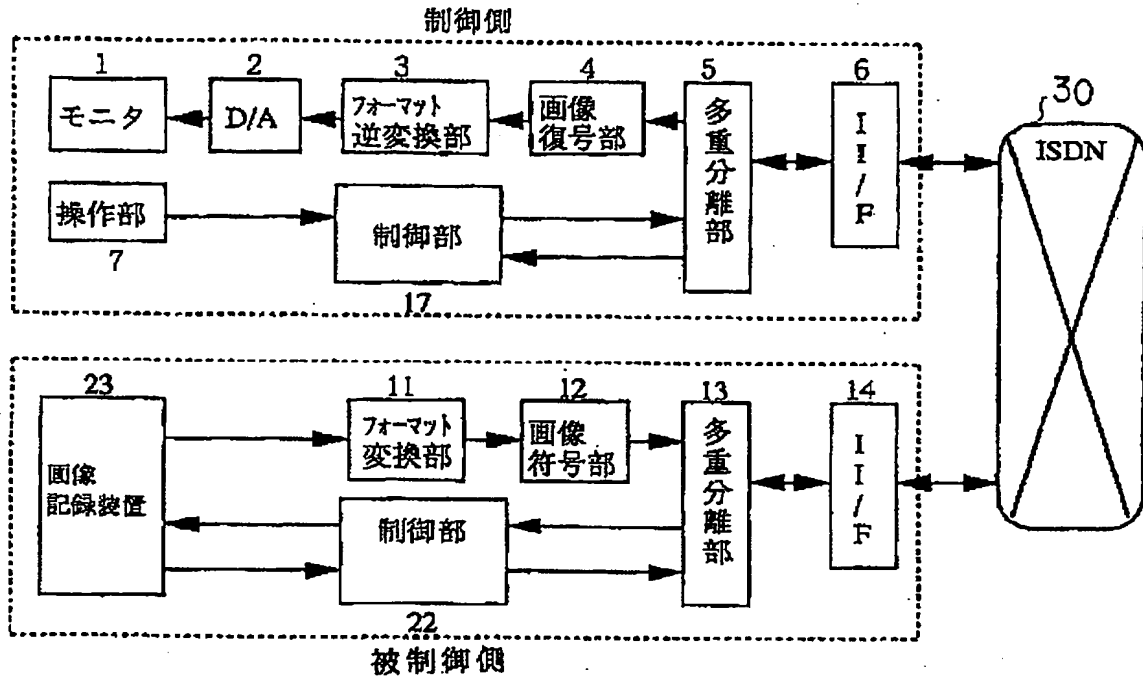 制御側
1
2
3
4
5
6
30
モニタ
D/A
フォーマット
逆変換部
画像
復号部
多重分離部
I
I
/
F
ISDN
操作部
7
制御部
17
23
11
12
13
14
画像
記録装置
フォーマット
変換部
画像
符号部
多重分離部
I
I
/
F
制御部
22
被制御側